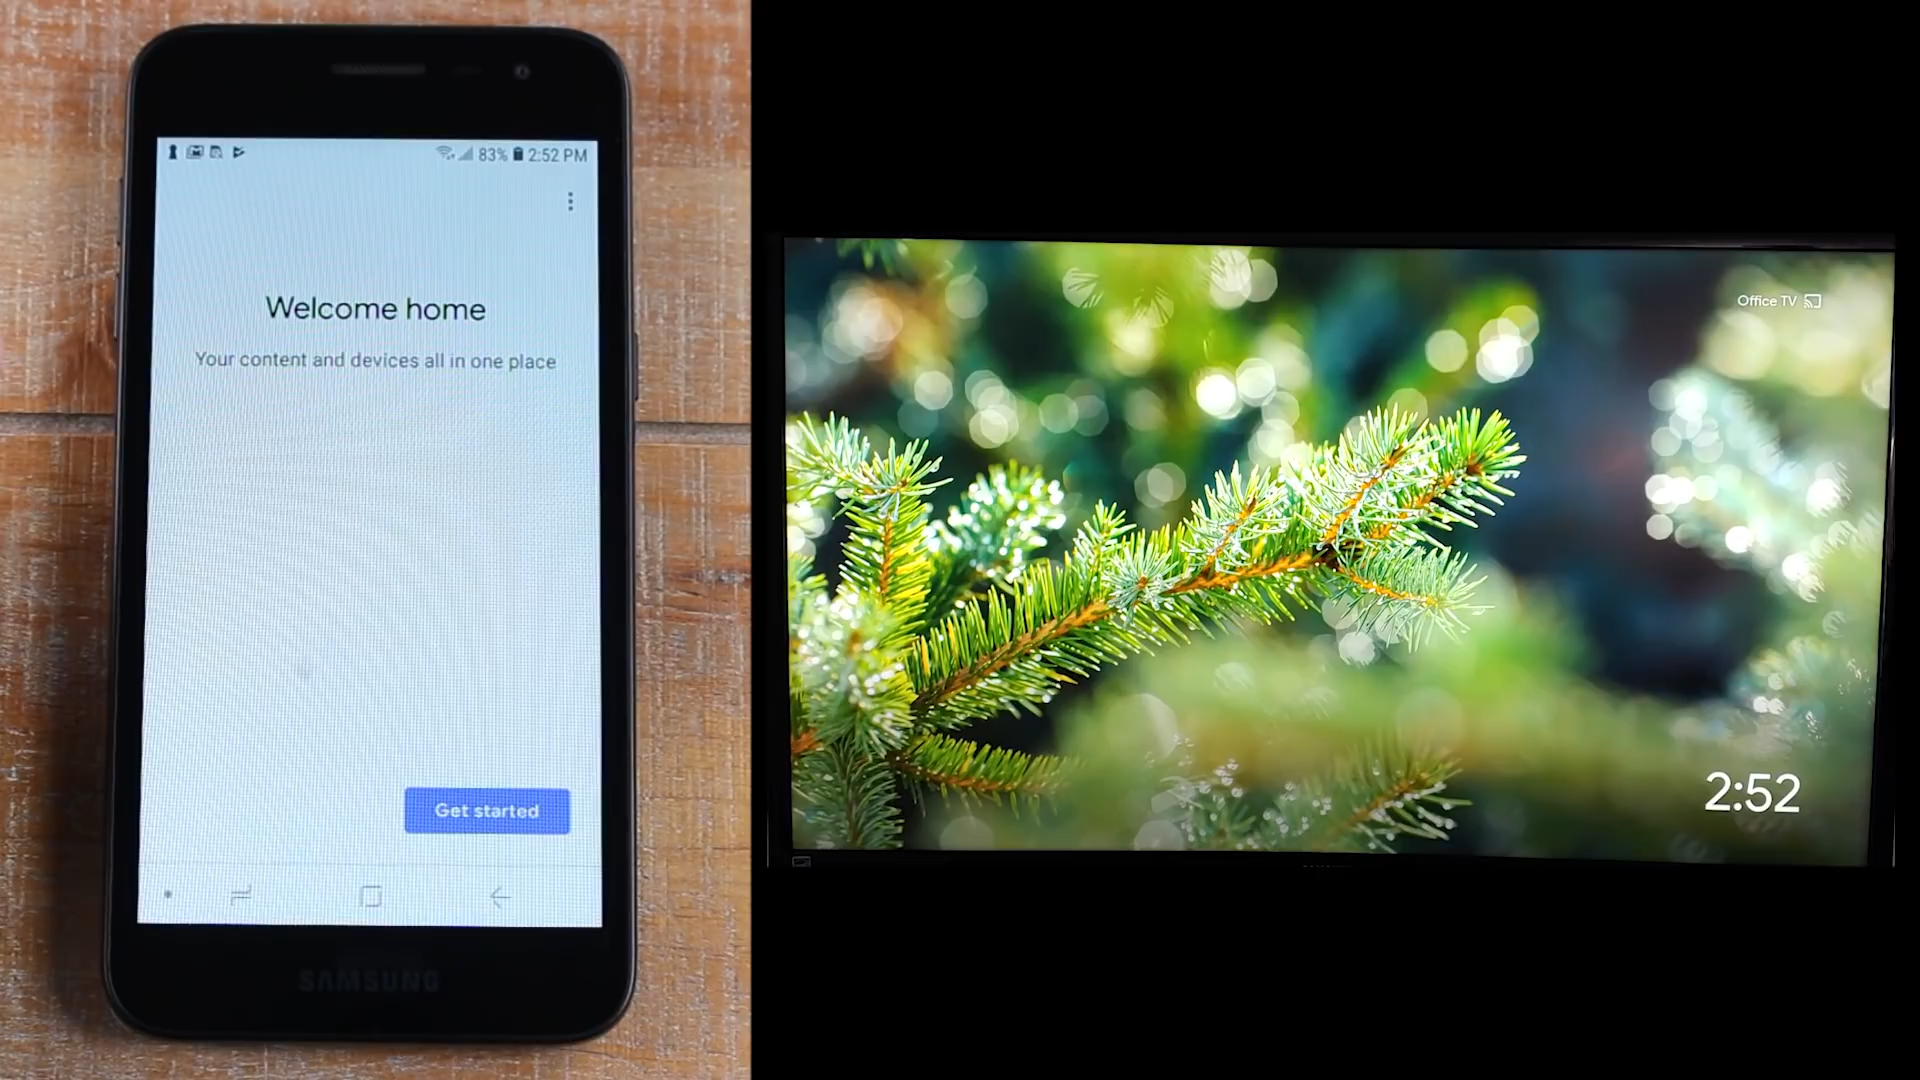 83% 2:52 PM
Welcome home
Your content and devices all in one place
Get started
SAMSUNG
Office TV
2:52